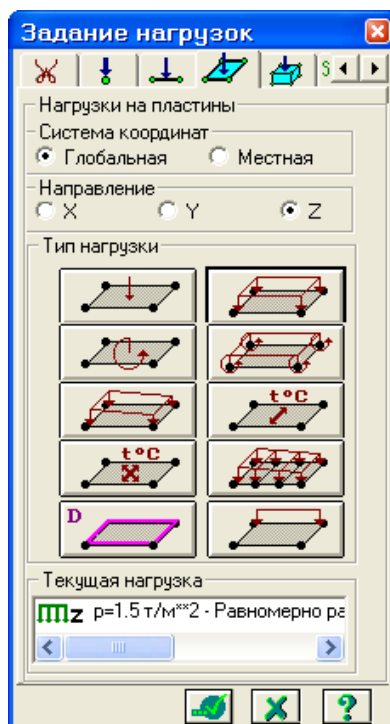 Задание нагрузок
S
Нагрузки на пластины
Система координат
Глобальная Местная
Направление
X Y Z
Тип нагрузки
t°C
t°C
D
Текущая нагрузка
z p=1.5 т/м**2 - Равномерно ра
?